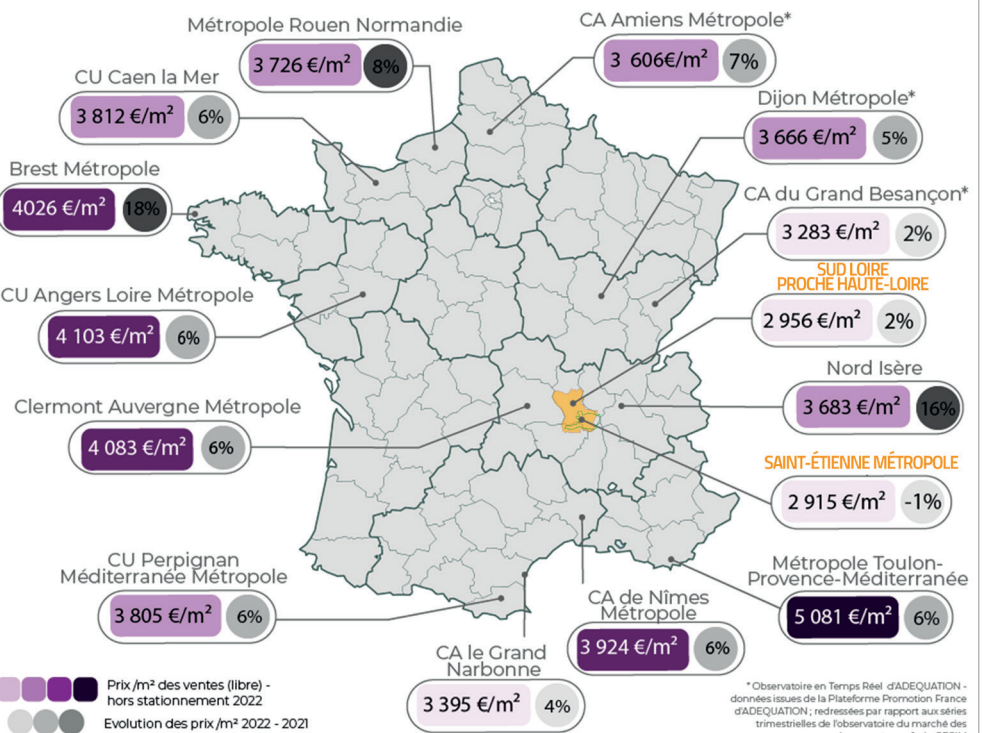 Métropole Rouen Normandie
3 726 €/m² 8%
CA Amiens Métropole*
3 606€/m² 7%
CU Caen la Mer
3 812 €/m² 6%
Dijon Métropole*
3 666 €/m² 5%
Brest Métropole
4026 €/m² 18%
CA du Grand Besançon*
3 283 €/m² 2%
SUD LOIRE
PROCHE HAUTE-LOIRE
2 956 €/m² 2%
CU Angers Loire Métropole
4 103 €/m² 6%
Nord Isère
3 683 €/m² 16%
Clermont Auvergne Métropole
4 083 €/m² 6%
SAINT-ÉTIENNE MÉTROPOLE
2 915 €/m² -1%
CU Perpignan
Méditerranée Métropole
3 805 €/m² 6%
Métropole Toulon-
Provence-Méditerranée
5 081 €/m² 6%
CA de Nîmes
Métropole
3 924 €/m² 6%
CA le Grand
Narbonne
3 395 €/m² 4%
Prix /m² des ventes (libre) -
hors stationnement 2022
Evolution des prix /m² 2022 - 2021
* Observatoire en Temps Réel d'ADEQUATION -
données issues de la Plateforme Promotion France
d'ADEQUATION ; redressées par rapport aux séries
trimestrielles de l'observatoire du marché des